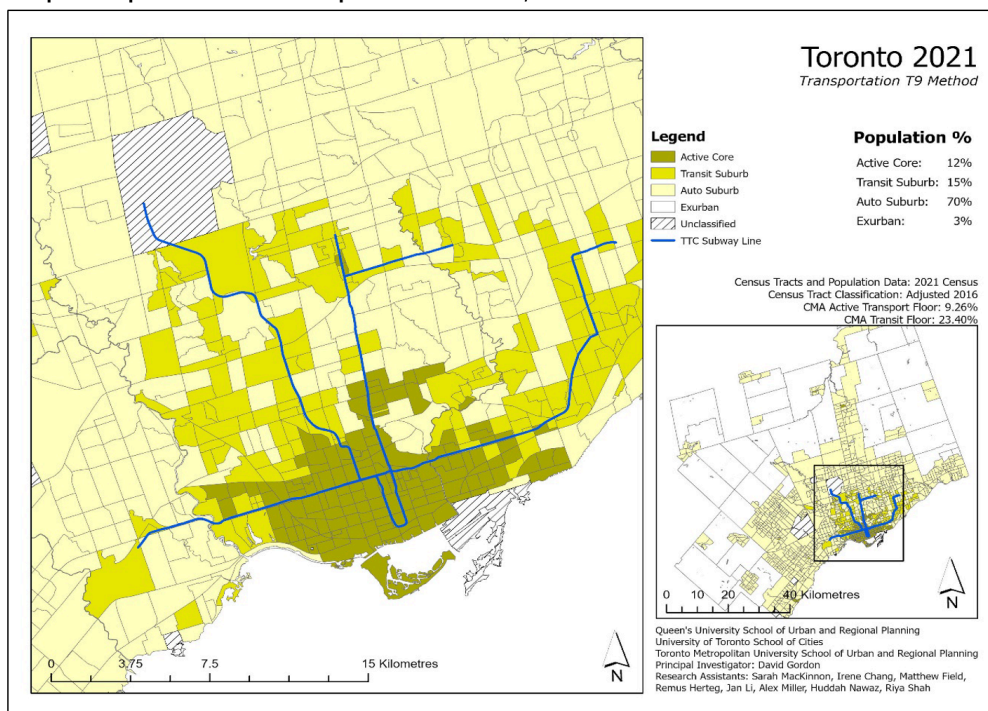 Toronto 2021
Transportation T9 Method
Legend
Active Core
Transit Suburb
Auto Suburb
Exurban
Unclassified
TTC Subway Line
Population %
Active Core: 12%
Transit Suburb: 15%
Auto Suburb: 70%
Exurban: 3%
Census Tracts and Population Data: 2021 Census
Census Tract Classification: Adjusted 2016
CMA Active Transport Floor: 9.26%
CMA Transit Floor: 23.40%
0 3.75 7.5 15 Kilometres
N
0 10 20 40 Kilometres
N
Queen's University School of Urban and Regional Planning
University of Toronto School of Cities
Toronto Metropolitan University School of Urban and Regional Planning
Principal Investigator: David Gordon
Research Assistants: Sarah MacKinnon, Irene Chang, Matthew Field,
Remus Herteg, Jan Li, Alex Miller, Huddah Nawaz, Riya Shah